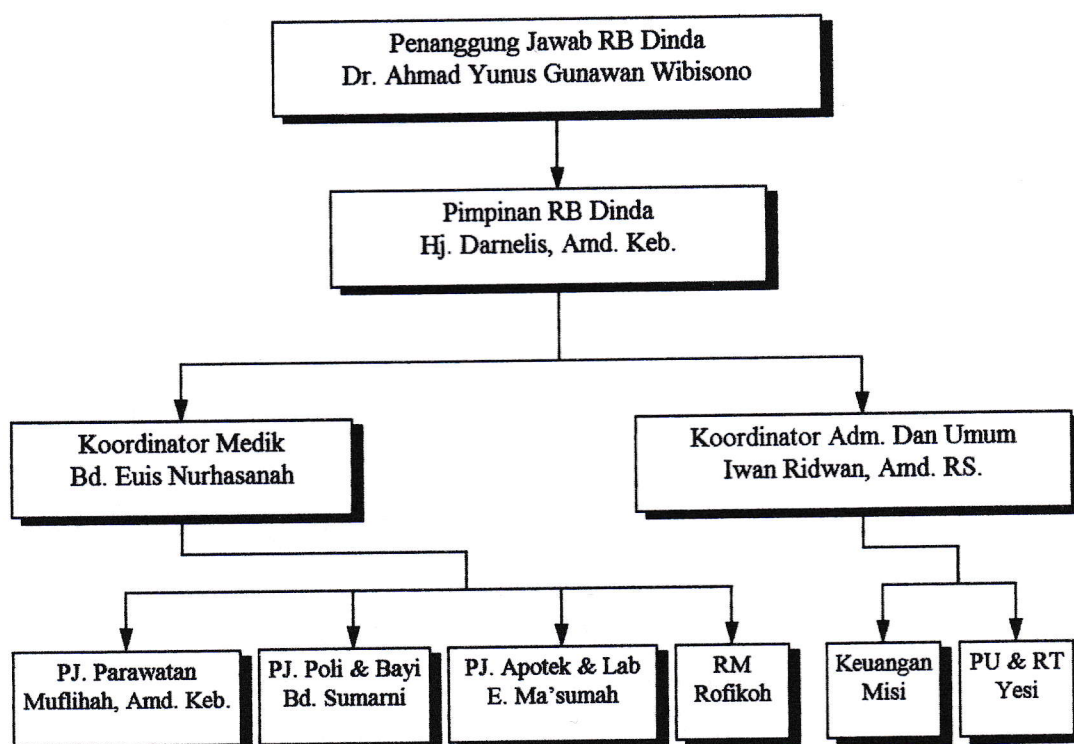 Penanggung Jawab RB Dinda
Dr. Ahmad Yunus Gunawan Wibisono
Pimpinan RB Dinda
Hj. Darnelis, Amd. Keb.
Koordinator Medik
Bd. Euis Nurhasanah
Koordinator Adm. Dan Umum
Iwan Ridwan, Amd. RS.
PJ. Parawatan
Muflihah, Amd. Keb.
PJ. Poli & Bayi
Bd. Sumarni
PJ. Apotek & Lab
E. Ma'sumah
RM
Rofikoh
Keuangan
Misi
PU & RT
Yesi